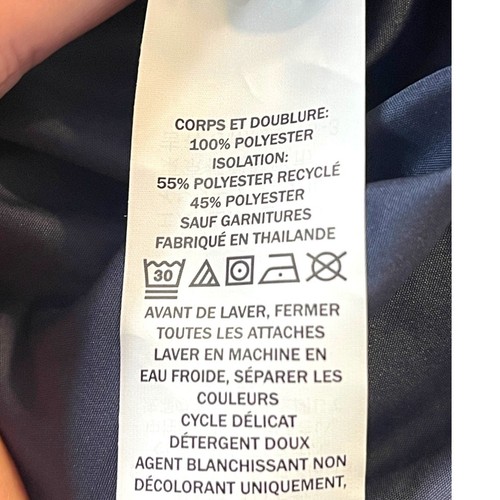 CORPS ET DOUBLURE:
100% POLYESTER
ISOLATION:
55% POLYESTER RECYCLÉ
45% POLYESTER
SAUF GARNITURES
FABRIQUÉ EN THAILANDE
30
AVANT DE LAVER, FERMER
TOUTES LES ATTACHES
LAVER EN MACHINE EN
EAU FROIDE, SÉPARER LES
COULEURS
CYCLE DÉLICAT
DÉTERGENT DOUX
AGENT BLANCHISSANT NON
DÉCOLORANT UNIQUEMENT,